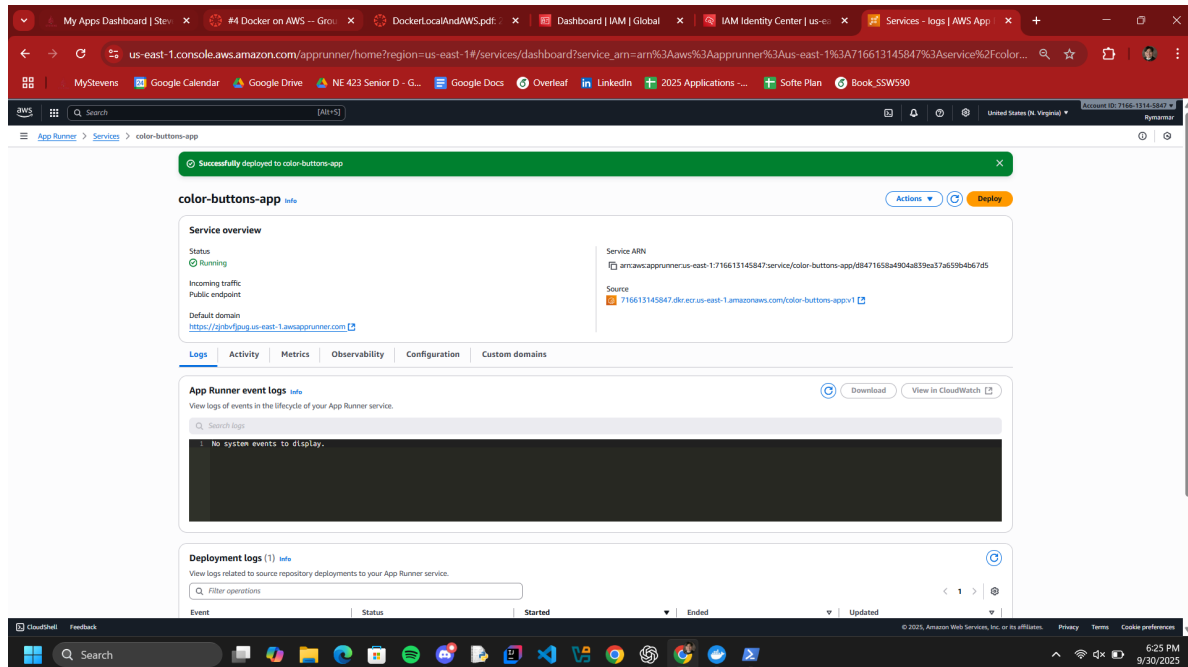 My Apps Dashboard | Stev
#4 Docker on AWS -- Grou
DockerLocalAndAWS.pdf: 2
Dashboard | IAM | Global
IAM Identity Center | us-ea
Services - logs | AWS App
us-east-1.console.aws.amazon.com/apprunner/home?region=us-east-1#/services/dashboard?service_arn=arn%3Aaws%3Aapprunner%3Aus-east-1%3A716613145847%3Aservice%2Fcolor...
MyStevens
Google Calendar
Google Drive
NE 423 Senior D - G...
Google Docs
Overleaf
LinkedIn
2025 Applications -...
Softe Plan
Book_SSW590
aws
Search
[Alt+S]
United States (N. Virginia)
Account ID: 7166-1314-5847
Rymarmar
App Runner > Services > color-buttons-app
Successfully deployed to color-buttons-app
color-buttons-app Info
Actions
Deploy
Service overview
Status
Running
Incoming traffic
Public endpoint
Default domain
https://zjnbvfjpug.us-east-1.awsapprunner.com
Service ARN
arn:aws:apprunner:us-east-1:716613145847:service/color-buttons-app/d8471658a4904a839ea37a659b4b67d5
Source
716613145847.dkr.ecr.us-east-1.amazonaws.com/color-buttons-app:v1
Logs
Activity
Metrics
Observability
Configuration
Custom domains
App Runner event logs Info
Download
View in CloudWatch
View logs of events in the lifecycle of your App Runner service.
Search logs
1 No system events to display.
Deployment logs (1) Info
View logs related to source repository deployments to your App Runner service.
Filter operations
1
Event
Status
Started
Ended
Updated
CloudShell
Feedback
© 2025, Amazon Web Services, Inc. or its affiliates.
Privacy
Terms
Cookie preferences
Search
6:25 PM
9/30/2025